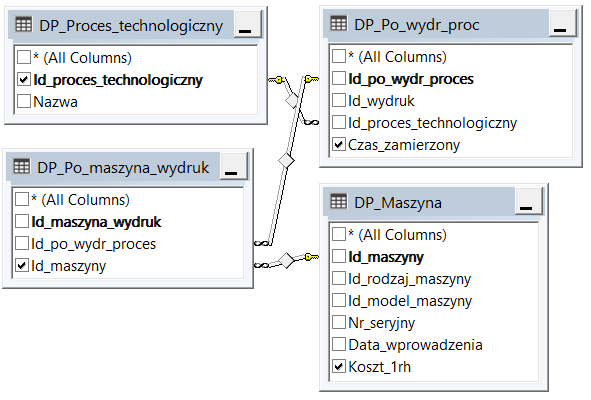 DP_Proces_technologiczny
* (All Columns)
Id_proces_technologiczny
Nazwa
DP_Po_wydr_proc
* (All Columns)
Id_po_wydr_proces
Id_wydruk
Id_proces_technologiczny
Czas_zamierzony
DP_Po_maszyna_wydruk
* (All Columns)
Id_maszyna_wydruk
Id_po_wydr_proces
Id_maszyny
DP_Maszyna
* (All Columns)
Id_maszyny
Id_rodzaj_maszyny
Id_model_maszyny
Nr_seryjny
Data_wprowadzenia
Koszt_1rh